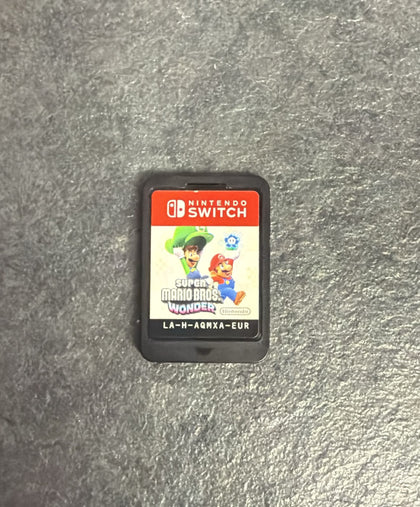 NINTENDO
SWITCH
SUPER
MARIO BROS.
WONDER
Nintendo
LA-H-AQMXA-EUR